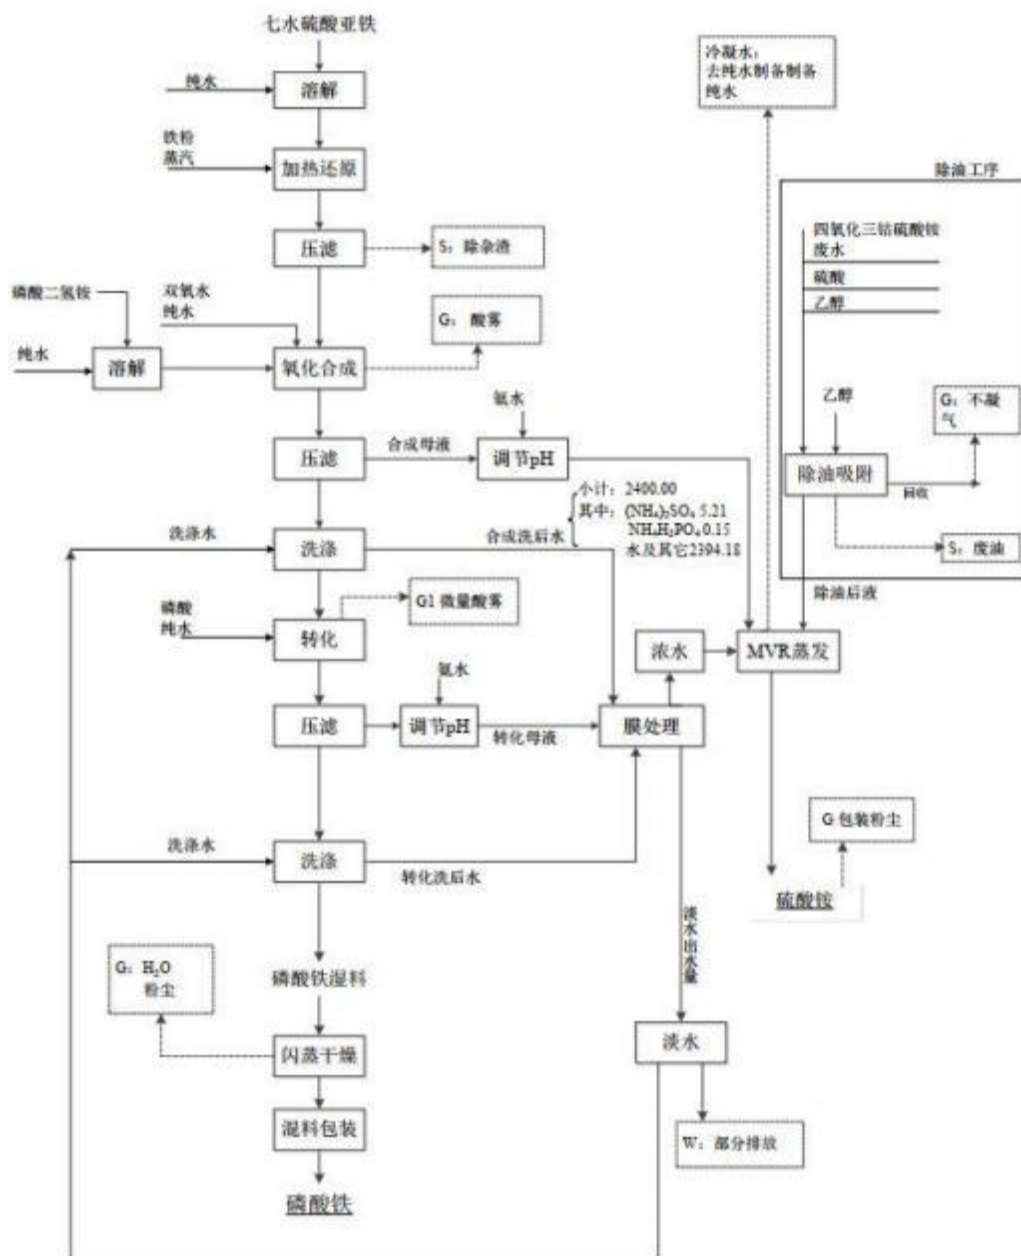 七水硫酸亚铁
纯水
溶解
铁粉
蒸汽
加热还原
压滤
S：除杂渣
磷酸二氢铵
双氧水
纯水
G：酸雾
纯水
溶解
氧化合成
氨水
压滤
合成母液
调节pH
小计：2400.00
其中：(NH₄)₂SO₄ 5.21
NH₄H₂PO₄ 0.15
水及其它2394.18
洗涤水
洗涤
合成洗后水
磷酸
纯水
转化
G1 微量酸雾
氨水
压滤
调节pH
转化母液
膜处理
浓水
MVR蒸发
冷凝水：
去纯水制备制备
纯水
除油工序
四氧化三钴硫酸铵
废水
硫酸
乙醇
乙醇
G：不凝
气
除油吸附
回收
S：废油
除油后液
洗涤水
洗涤
转化洗后水
G 包装粉尘
硫酸铵
淡水出水量
G：H₂O
粉尘
磷酸铁湿料
闪蒸干燥
淡水
混料包装
W：部分排放
磷酸铁